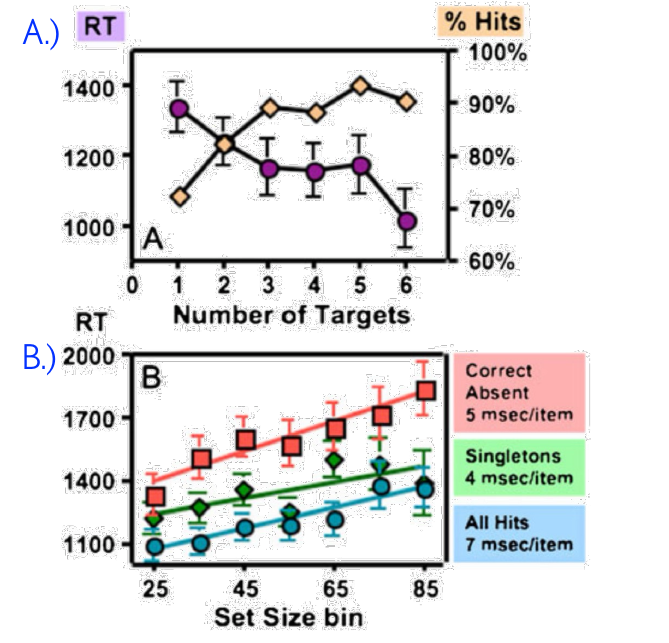 A.)
RT
% Hits
100%
1400
90%
1200
80%
1000
70%
A
60%
0 1 2 3 4 5 6
Number of Targets
RT
B.)
2000
B
1700
1400
1100
25 45 65 85
Set Size bin
Correct
Absent
5 msec/item
Singletons
4 msec/item
All Hits
7 msec/item